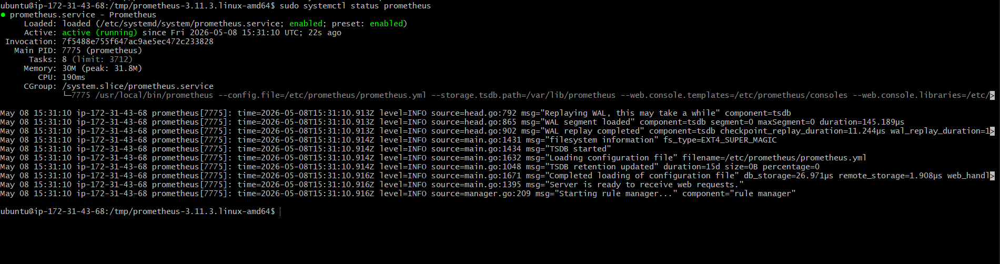 ubuntu@ip-172-31-43-68:/tmp/prometheus-3.11.3.linux-amd64$ sudo systemctl status prometheus
● prometheus.service - Prometheus
     Loaded: loaded (/etc/systemd/system/prometheus.service; enabled; preset: enabled)
     Active: active (running) since Fri 2026-05-08 15:31:10 UTC; 22s ago
 Invocation: 7f5488e755f647ac9ae5ec472c233828
   Main PID: 7775 (prometheus)
      Tasks: 8 (limit: 3712)
     Memory: 30M (peak: 31.8M)
        CPU: 190ms
     CGroup: /system.slice/prometheus.service
             └─7775 /usr/local/bin/prometheus --config.file=/etc/prometheus/prometheus.yml --storage.tsdb.path=/var/lib/prometheus --web.console.templates=/etc/prometheus/consoles --web.console.libraries=/etc/>

May 08 15:31:10 ip-172-31-43-68 prometheus[7775]: time=2026-05-08T15:31:10.913Z level=INFO source=head.go:792 msg="Replaying WAL, this may take a while" component=tsdb
May 08 15:31:10 ip-172-31-43-68 prometheus[7775]: time=2026-05-08T15:31:10.913Z level=INFO source=head.go:865 msg="WAL segment loaded" component=tsdb segment=0 maxSegment=0 duration=145.189µs
May 08 15:31:10 ip-172-31-43-68 prometheus[7775]: time=2026-05-08T15:31:10.913Z level=INFO source=head.go:902 msg="WAL replay completed" component=tsdb checkpoint_replay_duration=11.244µs wal_replay_duration=1>
May 08 15:31:10 ip-172-31-43-68 prometheus[7775]: time=2026-05-08T15:31:10.914Z level=INFO source=main.go:1431 msg="filesystem information" fs_type=EXT4_SUPER_MAGIC
May 08 15:31:10 ip-172-31-43-68 prometheus[7775]: time=2026-05-08T15:31:10.914Z level=INFO source=main.go:1434 msg="TSDB started"
May 08 15:31:10 ip-172-31-43-68 prometheus[7775]: time=2026-05-08T15:31:10.914Z level=INFO source=main.go:1632 msg="Loading configuration file" filename=/etc/prometheus/prometheus.yml
May 08 15:31:10 ip-172-31-43-68 prometheus[7775]: time=2026-05-08T15:31:10.914Z level=INFO source=main.go:1048 msg="TSDB retention updated" duration=15d size=0B percentage=0
May 08 15:31:10 ip-172-31-43-68 prometheus[7775]: time=2026-05-08T15:31:10.916Z level=INFO source=main.go:1671 msg="Completed loading of configuration file" db_storage=26.971µs remote_storage=1.908µs web_handl>
May 08 15:31:10 ip-172-31-43-68 prometheus[7775]: time=2026-05-08T15:31:10.916Z level=INFO source=main.go:1395 msg="Server is ready to receive web requests."
May 08 15:31:10 ip-172-31-43-68 prometheus[7775]: time=2026-05-08T15:31:10.916Z level=INFO source=manager.go:209 msg="Starting rule manager..." component="rule manager"

ubuntu@ip-172-31-43-68:/tmp/prometheus-3.11.3.linux-amd64$